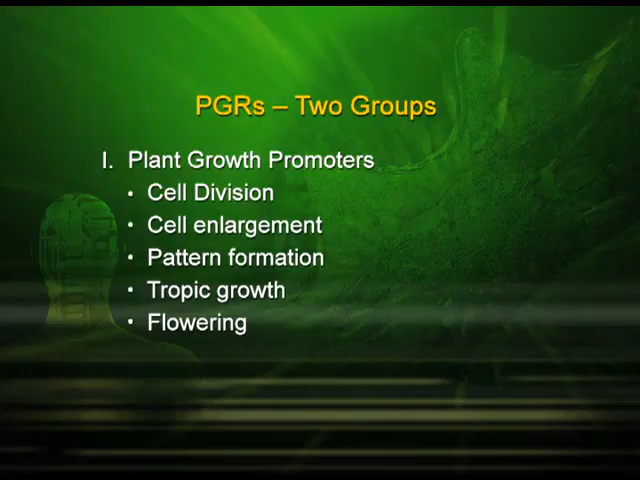 PGRs – Two Groups
I. Plant Growth Promoters
• Cell Division
• Cell enlargement
• Pattern formation
• Tropic growth
• Flowering